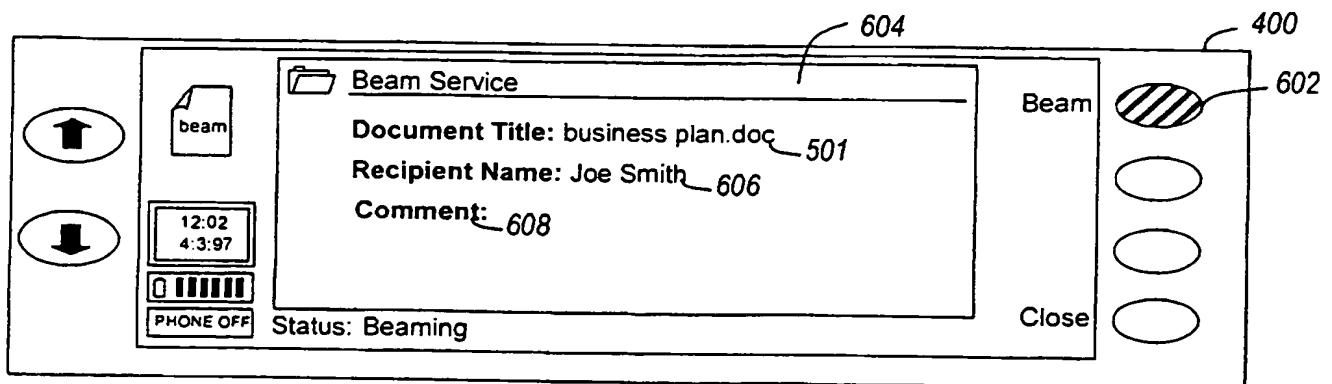 604
400
602
beam
Beam Service
Beam
Document Title: business plan.doc
501
Recipient Name: Joe Smith
606
Comment:
608
12:02
4:3:97
PHONE OFF
Status: Beaming
Close